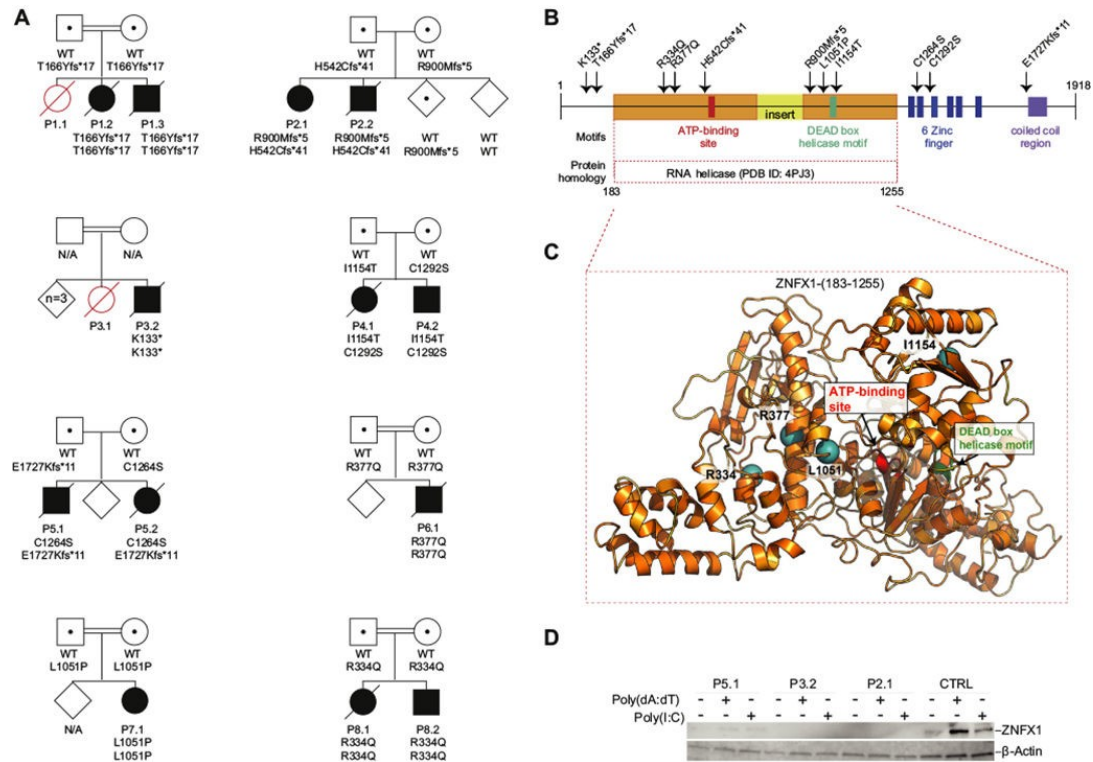 A
WT WT
T166Yfs*17 T166Yfs*17
P1.1 P1.2 P1.3
T166Yfs*17 T166Yfs*17
T166Yfs*17 T166Yfs*17
WT WT
H542Cfs*41 R900Mfs*5
P2.1 P2.2 WT WT
R900Mfs*5 R900Mfs*5 R900Mfs*5 WT
H542Cfs*41 H542Cfs*41
N/A N/A
n=3
P3.1 P3.2
K133*
K133*
WT WT
I1154T C1292S
P4.1 P4.2
I1154T I1154T
C1292S C1292S
WT WT
E1727Kfs*11 C1264S
P5.1 P5.2
C1264S C1264S
E1727Kfs*11 E1727Kfs*11
WT WT
R377Q R377Q
P6.1
R377Q
R377Q
WT WT
L1051P L1051P
N/A P7.1
L1051P
L1051P
WT WT
R334Q R334Q
P8.1 P8.2
R334Q R334Q
R334Q R334Q
B
K133*
T166Yfs*17
R334Q
R377Q
H542Cfs*41
R900Mfs*5
L1051P
I1154T
C1264S
C1292S
E1727Kfs*11
1 1918
insert
Motifs
ATP-binding
site
DEAD box
helicase motif
6 Zinc
finger
coiled coil
region
Protein
homology
RNA helicase (PDB ID: 4PJ3)
183 1255
C
ZNFX1-(183-1255)
I1154
ATP-binding
site
R377
DEAD box
helicase motif
R334
L1051
D
P5.1 P3.2 P2.1 CTRL
Poly(dA:dT) - + - - + - - + - - + -
Poly(I:C) - - + - - + - - + - - +
-ZNFX1
-β-Actin